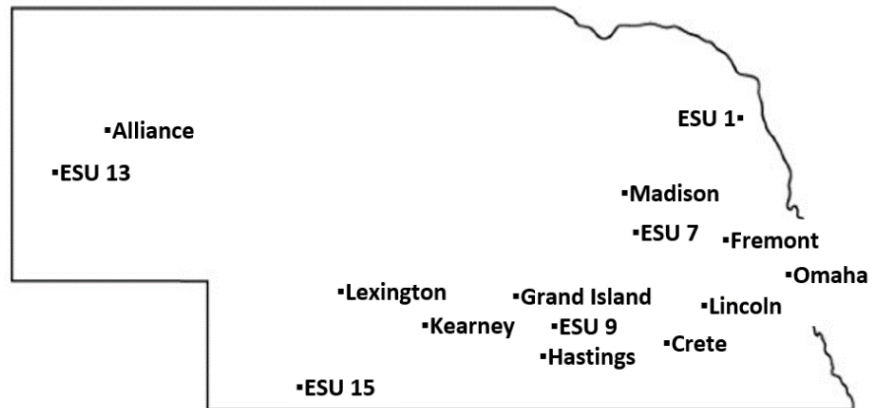 ESU 1
Alliance
ESU 13
Madison
ESU 7
Fremont
Omaha
Lexington
Grand Island
Lincoln
Kearney
ESU 9
Crete
Hastings
ESU 15